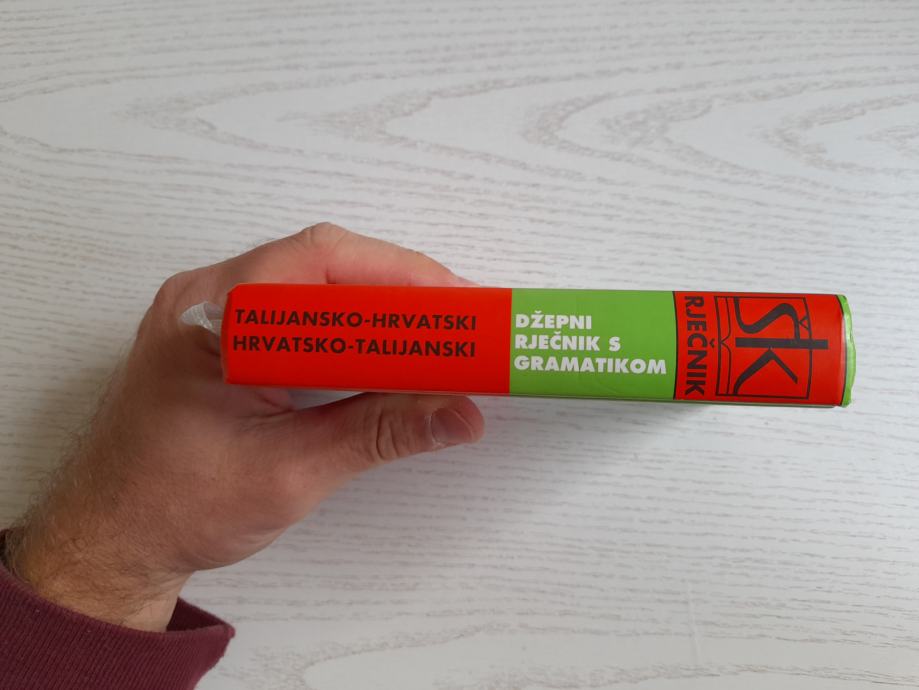 TALIJANSKO-HRVATSKI
HRVATSKO-TALIJANSKI
DŽEPNI
RJEČNIK S
GRAMATIKOM
RJEČNIK
ŠK